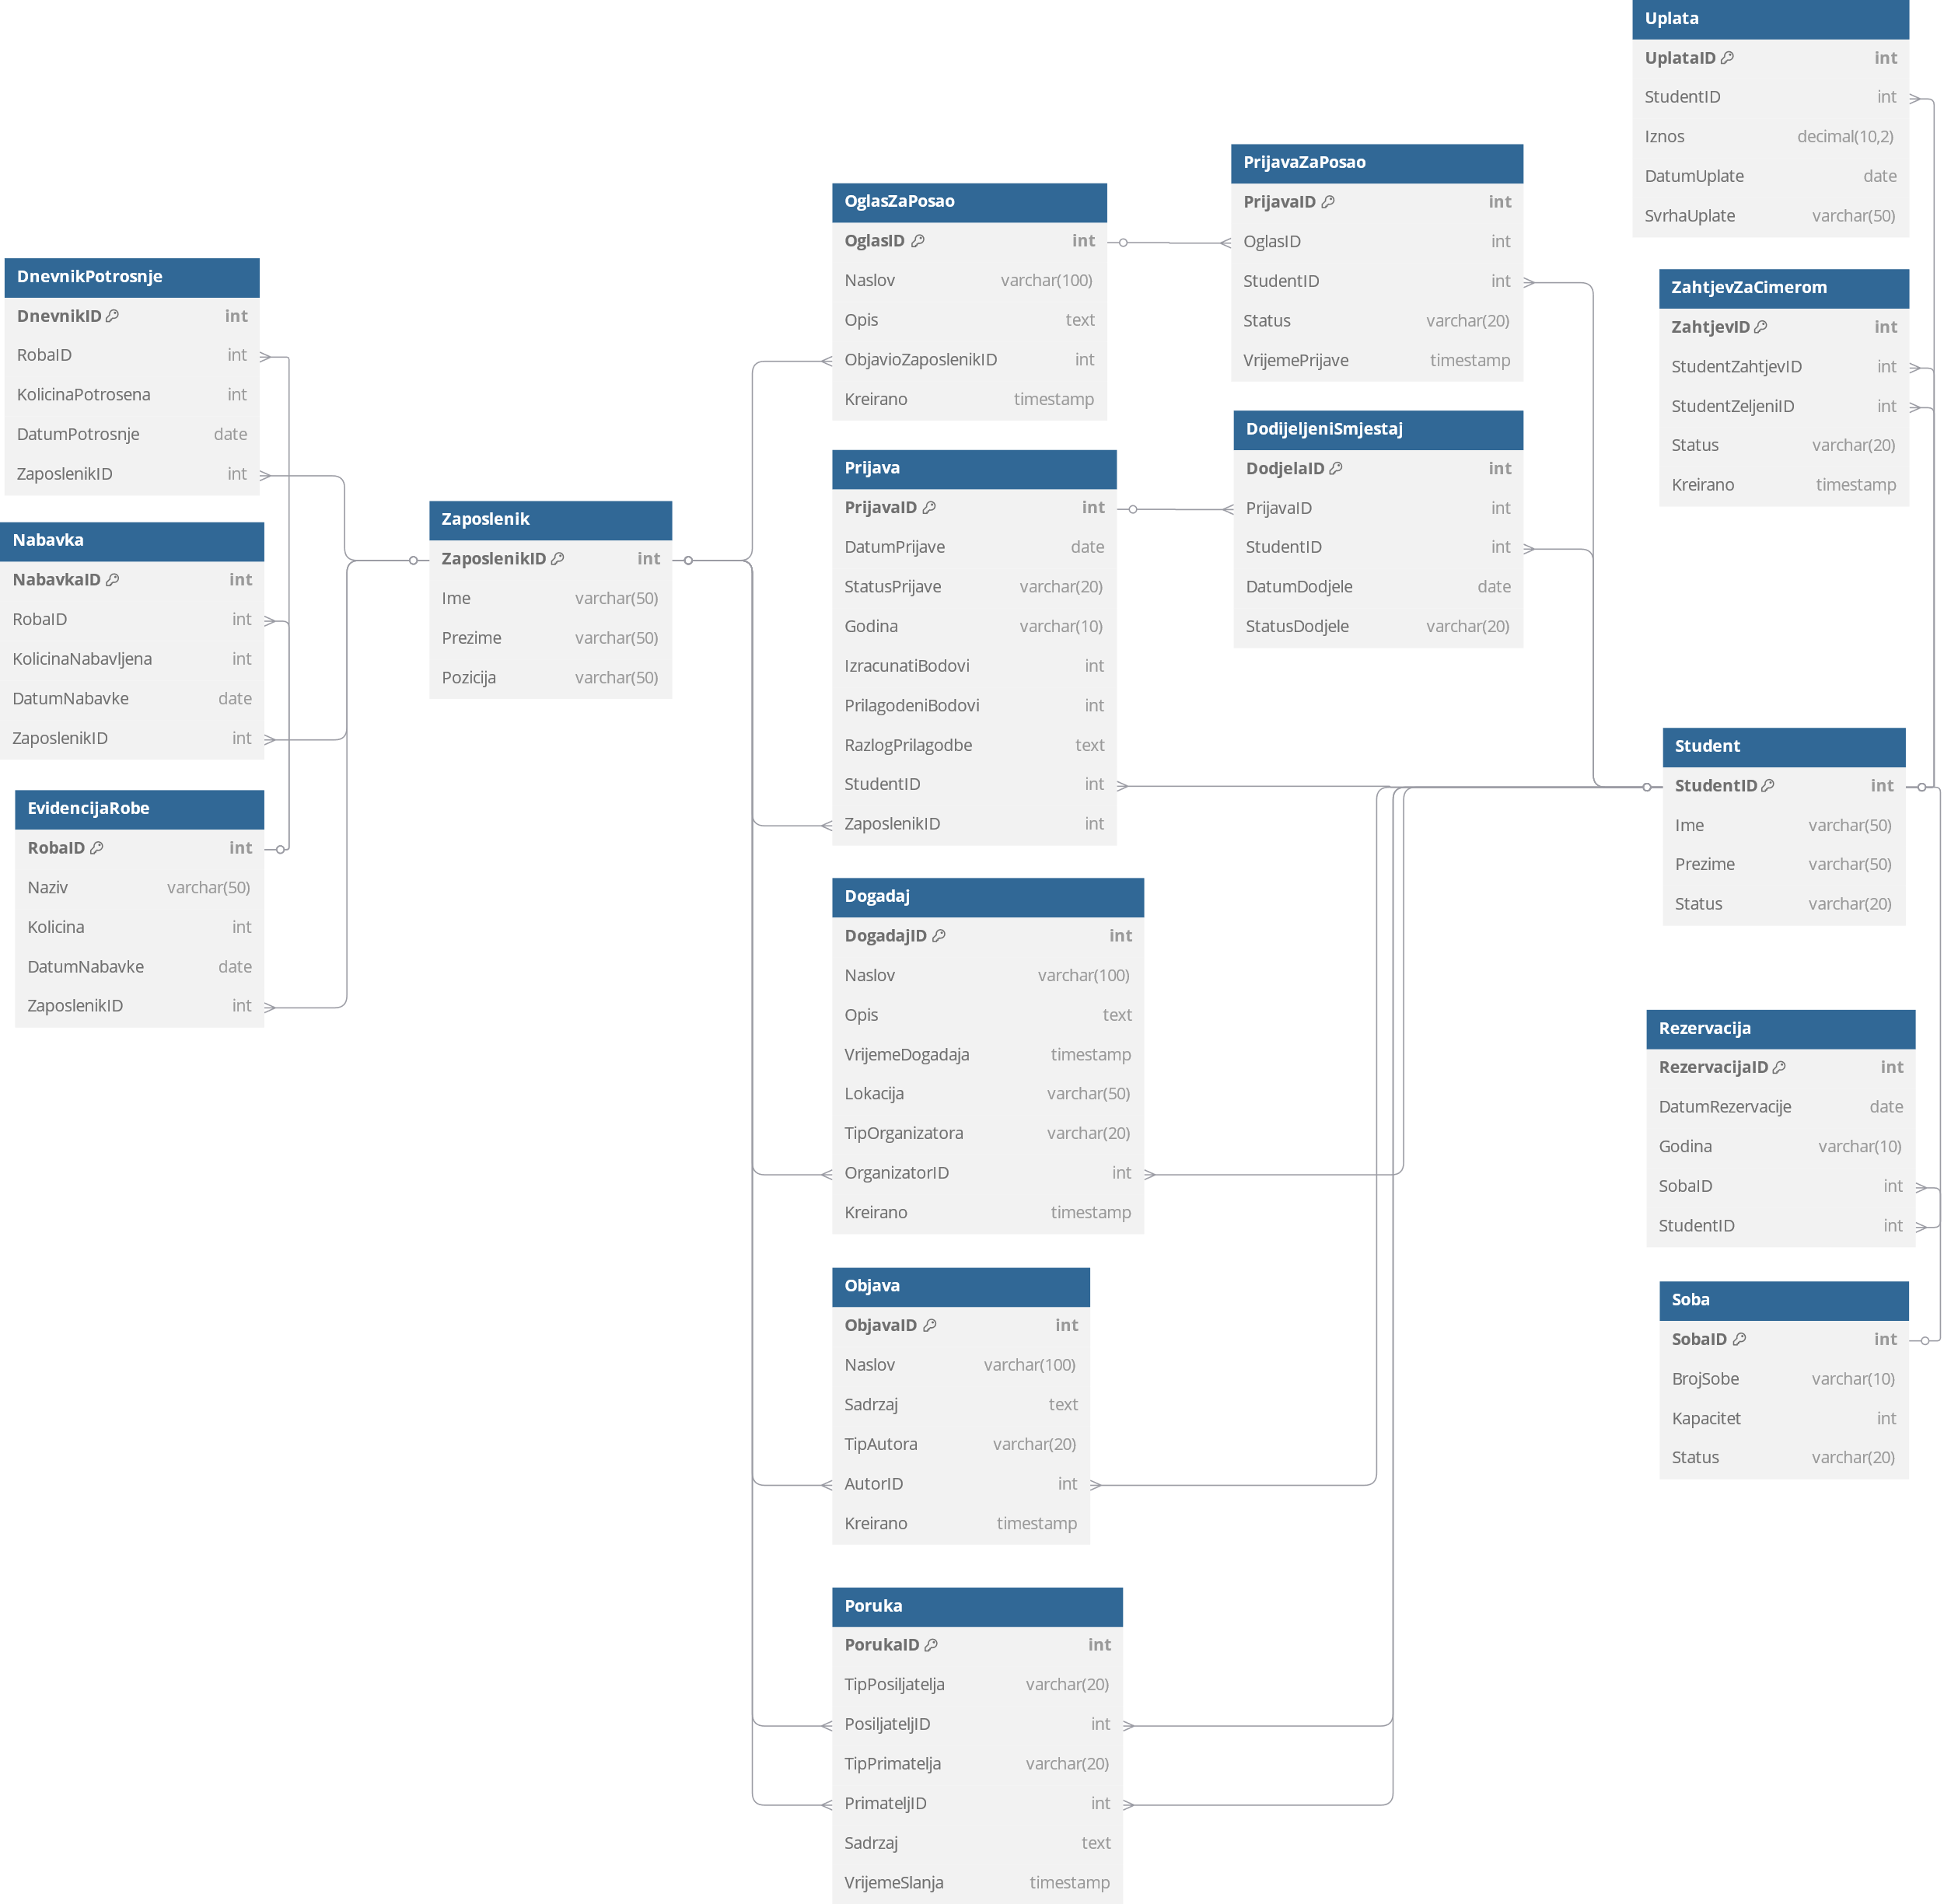 Uplata
UplataID int
StudentID int
Iznos decimal(10,2)
DatumUplate date
SvrhaUplate varchar(50)
PrijavaZaPosao
PrijavaID int
OglasID int
StudentID int
Status varchar(20)
VrijemePrijave timestamp
OglasZaPosao
OglasID int
Naslov varchar(100)
Opis text
ObjavioZaposlenikID int
Kreirano timestamp
DnevnikPotrosnje
DnevnikID int
RobaID int
KolicinaPotrosena int
DatumPotrosnje date
ZaposlenikID int
ZahtjevZaCimerom
ZahtjevID int
StudentZahtjevID int
StudentZeljeniID int
Status varchar(20)
Kreirano timestamp
DodijeljeniSmjestaj
DodjelaID int
PrijavaID int
StudentID int
DatumDodjele date
StatusDodjele varchar(20)
Prijava
PrijavaID int
DatumPrijave date
StatusPrijave varchar(20)
Godina varchar(10)
IzracunatiBodovi int
PrilagodeniBodovi int
RazlogPrilagodbe text
StudentID int
ZaposlenikID int
Zaposlenik
ZaposlenikID int
Ime varchar(50)
Prezime varchar(50)
Pozicija varchar(50)
Nabavka
NabavkaID int
RobaID int
KolicinaNabavljena int
DatumNabavke date
ZaposlenikID int
Student
StudentID int
Ime varchar(50)
Prezime varchar(50)
Status varchar(20)
EvidencijaRobe
RobaID int
Naziv varchar(50)
Kolicina int
DatumNabavke date
ZaposlenikID int
Dogadaj
DogadajID int
Naslov varchar(100)
Opis text
VrijemeDogadaja timestamp
Lokacija varchar(50)
TipOrganizatora varchar(20)
OrganizatorID int
Kreirano timestamp
Rezervacija
RezervacijaID int
DatumRezervacije date
Godina varchar(10)
SobaID int
StudentID int
Objava
ObjavaID int
Naslov varchar(100)
Sadrzaj text
TipAutora varchar(20)
AutorID int
Kreirano timestamp
Soba
SobaID int
BrojSobe varchar(10)
Kapacitet int
Status varchar(20)
Poruka
PorukaID int
TipPosiljatelja varchar(20)
PosiljateljID int
TipPrimatelja varchar(20)
PrimateljID int
Sadrzaj text
VrijemeSlanja timestamp